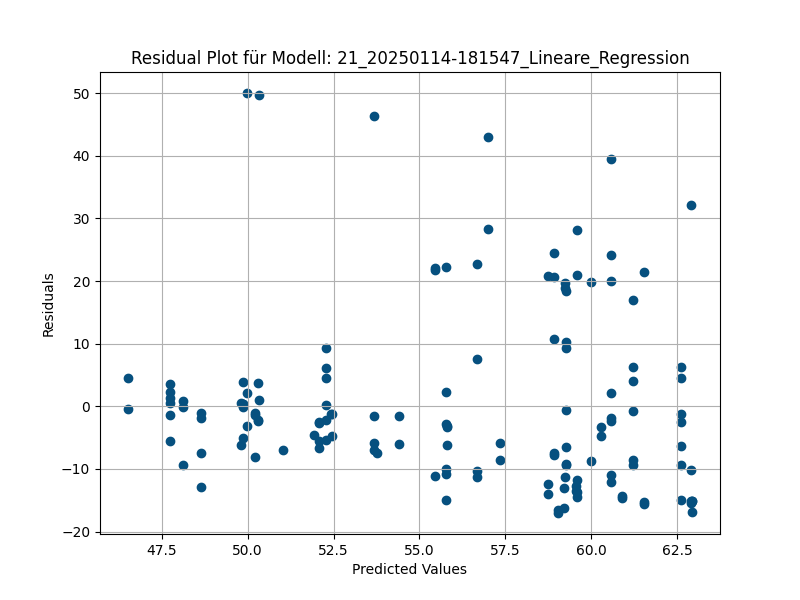 Residual Plot für Modell: 21_20250114-181547_Lineare_Regression
50
40
30
20
10
0
−10
−20
Residuals
47.5 50.0 52.5 55.0 57.5 60.0 62.5
Predicted Values